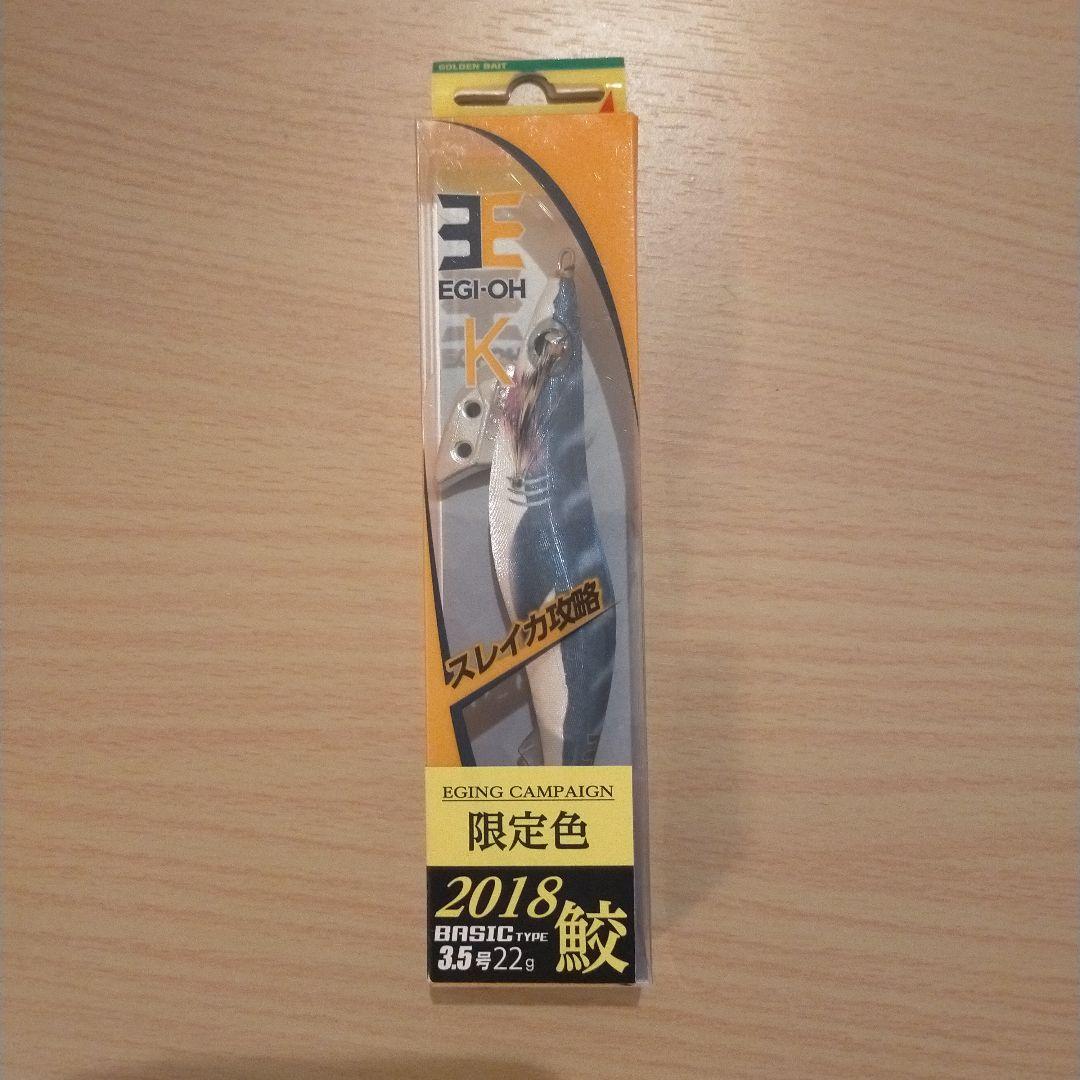 GOLDEN BAIT
EGI-OH
K
スレイカ攻略
EGING CAMPAIGN
限定色
2018
BASIC TYPE
3.5号22g
鮫